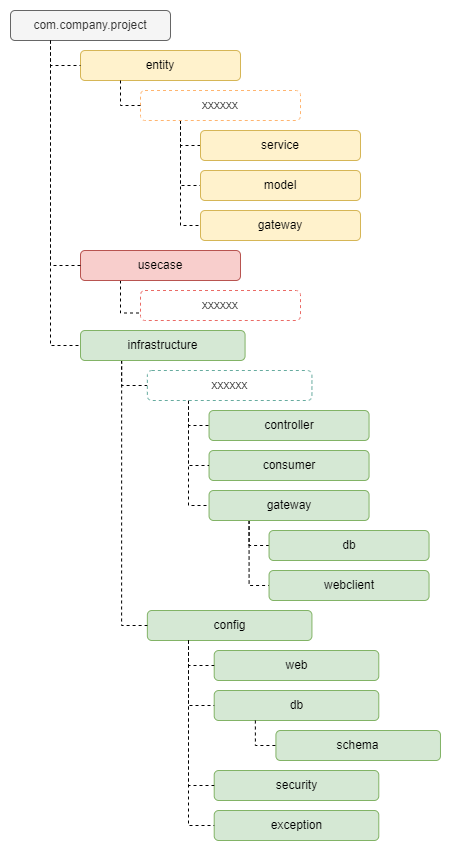 com.company.project
entity
xxxxxx
service
model
gateway
usecase
xxxxxx
infrastructure
xxxxxx
controller
consumer
gateway
db
webclient
config
web
db
schema
security
exception